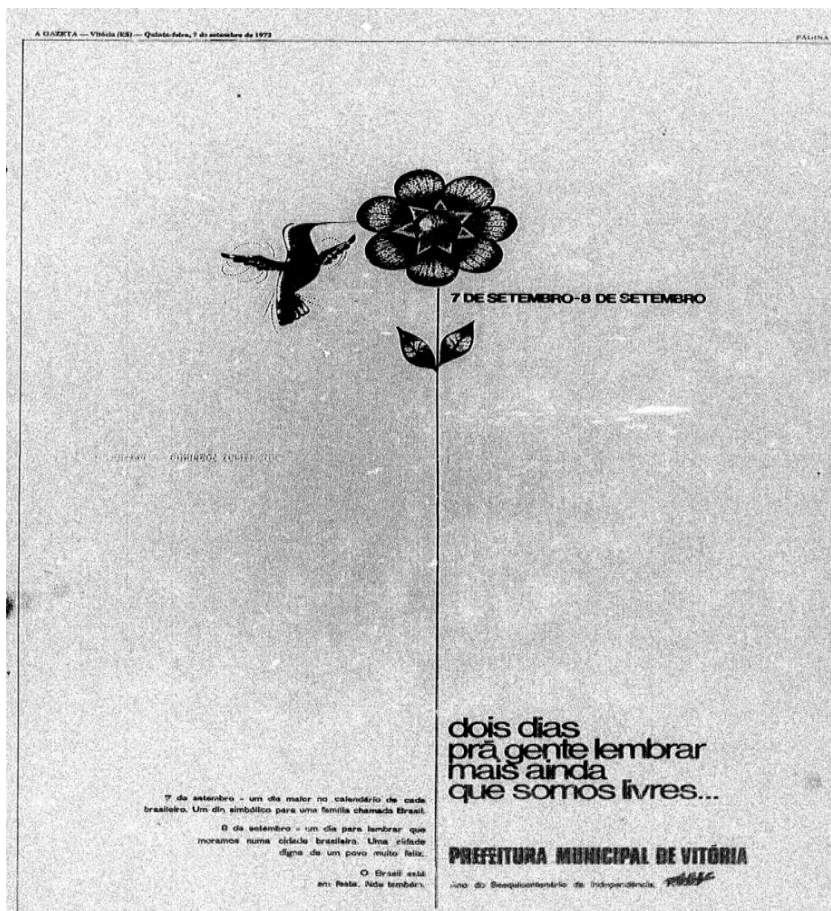 A GAZETA — Vitória (ES) — Quinta-feira, 7 de setembro de 1972
PÁGINA
7 DE SETEMBRO-8 DE SETEMBRO
dois dias
prá gente lembrar
mais ainda
que somos livres...
7 de setembro - um dia maior no calendário de cada
brasileiro. Um dia simbólico para uma família chamada Brasil.
8 de setembro - um dia para lembrar que
moramos numa cidade brasileira. Uma cidade
digna de um povo muito feliz.
O Brasil está
em festa. Nós também.
PREFEITURA MUNICIPAL DE VITÓRIA
Ano do Sesquicentenário da Independência.